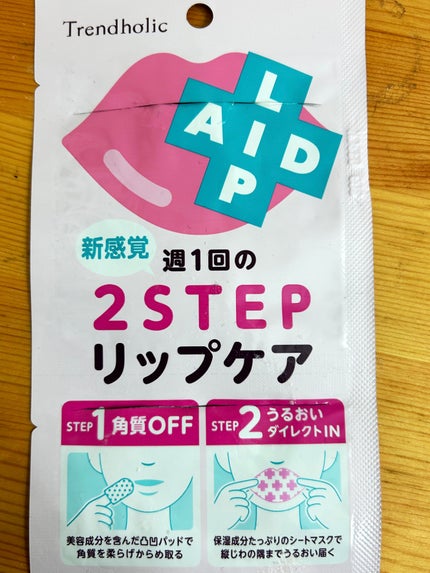 Trendholic
LIP
AID
新感覚
週1回の
2STEP
リップケア
STEP 1 角質OFF
美容成分を含んだ凸凹パッドで
角質を柔らげからめ取る
STEP 2 うるおい
ダイレクトIN
保湿成分たっぷりのシートマスクで
縦じわの隅までうるおい届く